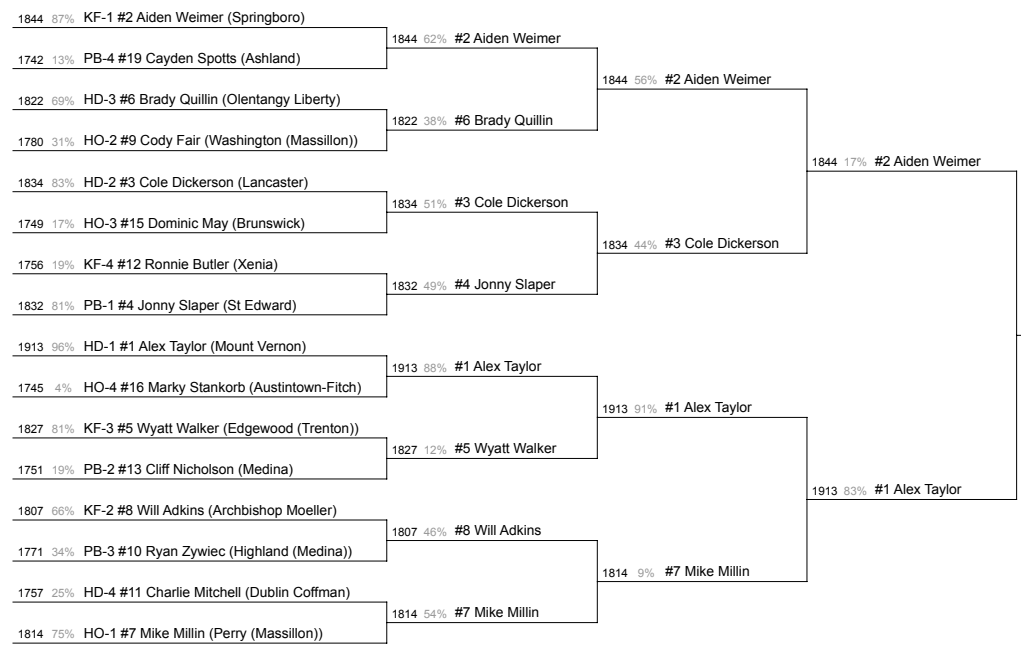 1844 87% KF-1 #2 Aiden Weimer (Springboro)
1844 62% #2 Aiden Weimer
1742 13% PB-4 #19 Cayden Spotts (Ashland)
1844 56% #2 Aiden Weimer
1822 69% HD-3 #6 Brady Quillin (Olentangy Liberty)
1822 38% #6 Brady Quillin
1780 31% HO-2 #9 Cody Fair (Washington (Massillon))
1844 17% #2 Aiden Weimer
1834 83% HD-2 #3 Cole Dickerson (Lancaster)
1834 51% #3 Cole Dickerson
1749 17% HO-3 #15 Dominic May (Brunswick)
1834 44% #3 Cole Dickerson
1756 19% KF-4 #12 Ronnie Butler (Xenia)
1832 49% #4 Jonny Slaper
1832 81% PB-1 #4 Jonny Slaper (St Edward)
1913 96% HD-1 #1 Alex Taylor (Mount Vernon)
1913 88% #1 Alex Taylor
1745 4% HO-4 #16 Marky Stankorb (Austintown-Fitch)
1913 91% #1 Alex Taylor
1827 81% KF-3 #5 Wyatt Walker (Edgewood (Trenton))
1827 12% #5 Wyatt Walker
1751 19% PB-2 #13 Cliff Nicholson (Medina)
1913 83% #1 Alex Taylor
1807 66% KF-2 #8 Will Adkins (Archbishop Moeller)
1807 46% #8 Will Adkins
1771 34% PB-3 #10 Ryan Zywiec (Highland (Medina))
1814 9% #7 Mike Millin
1757 25% HD-4 #11 Charlie Mitchell (Dublin Coffman)
1814 54% #7 Mike Millin
1814 75% HO-1 #7 Mike Millin (Perry (Massillon))